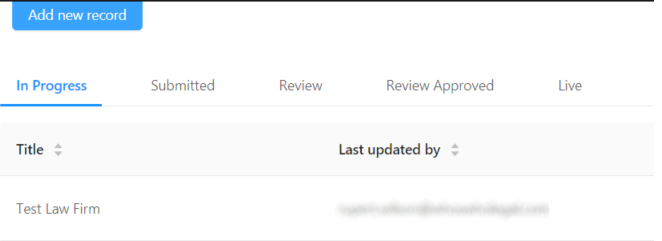 Add new record
In Progress Submitted Review Review Approved Live
Title Last updated by
Test Law Firm